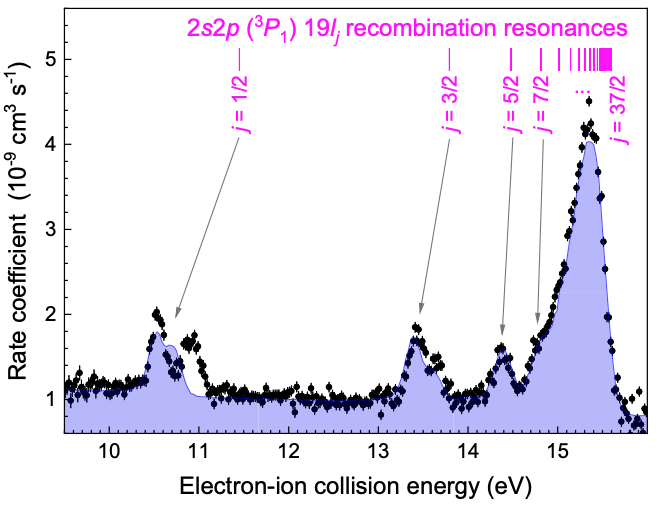 2s2p (³P₁) 19lⱼ recombination resonances
j = 1/2
j = 3/2
j = 5/2
j = 7/2
...
j = 37/2
5
4
3
2
1
Rate coefficient (10⁻⁹ cm³ s⁻¹)
10 11 12 13 14 15
Electron-ion collision energy (eV)